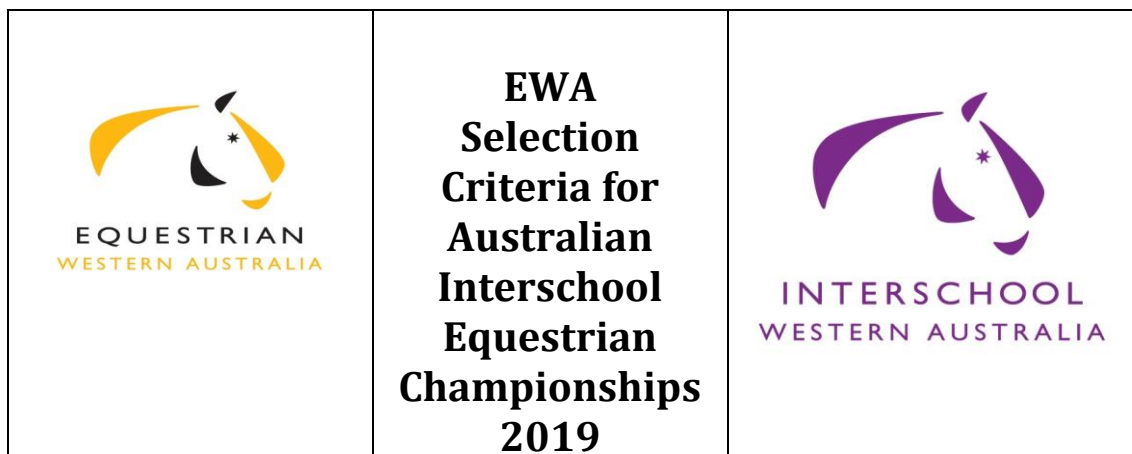 EQUESTRIAN
WESTERN AUSTRALIA
EWA
Selection
Criteria for
Australian
Interschool
Equestrian
Championships
2019
INTERSCHOOL
WESTERN AUSTRALIA